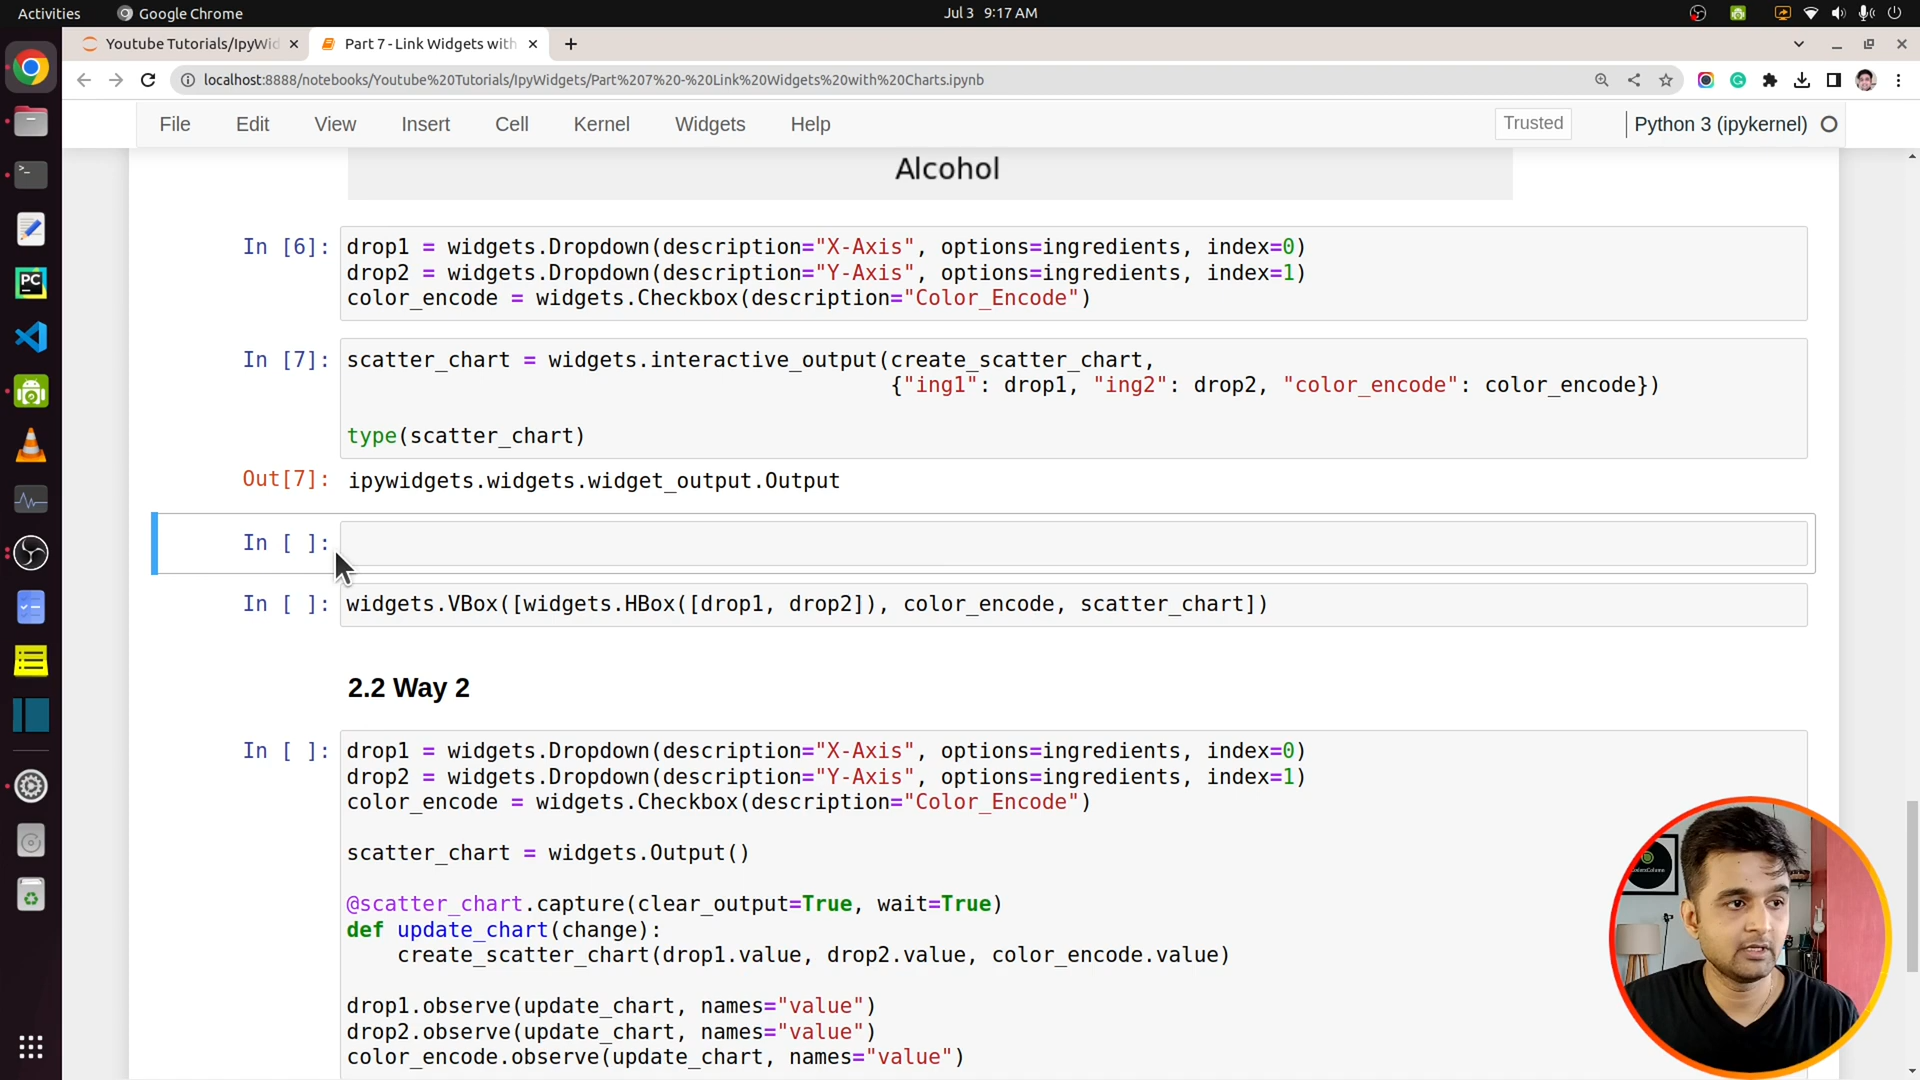 Activities
Google Chrome
Jul 3 9:17 AM
Youtube Tutorials/IpyWid
Part 7 - Link Widgets with
localhost:8888/notebooks/Youtube%20Tutorials/IpyWidgets/Part%207%20-%20Link%20Widgets%20with%20Charts.ipynb
File Edit View Insert Cell Kernel Widgets Help
Trusted
Python 3 (ipykernel)
Alcohol
In [6]: drop1 = widgets.Dropdown(description="X-Axis", options=ingredients, index=0)
drop2 = widgets.Dropdown(description="Y-Axis", options=ingredients, index=1)
color_encode = widgets.Checkbox(description="Color_Encode")
In [7]: scatter_chart = widgets.interactive_output(create_scatter_chart,
{"ing1": drop1, "ing2": drop2, "color_encode": color_encode})
type(scatter_chart)
Out[7]: ipywidgets.widgets.widget_output.Output
In [ ]:
In [ ]: widgets.VBox([widgets.HBox([drop1, drop2]), color_encode, scatter_chart])
2.2 Way 2
In [ ]: drop1 = widgets.Dropdown(description="X-Axis", options=ingredients, index=0)
drop2 = widgets.Dropdown(description="Y-Axis", options=ingredients, index=1)
color_encode = widgets.Checkbox(description="Color_Encode")
scatter_chart = widgets.Output()
@scatter_chart.capture(clear_output=True, wait=True)
def update_chart(change):
create_scatter_chart(drop1.value, drop2.value, color_encode.value)
drop1.observe(update_chart, names="value")
drop2.observe(update_chart, names="value")
color_encode.observe(update_chart, names="value")